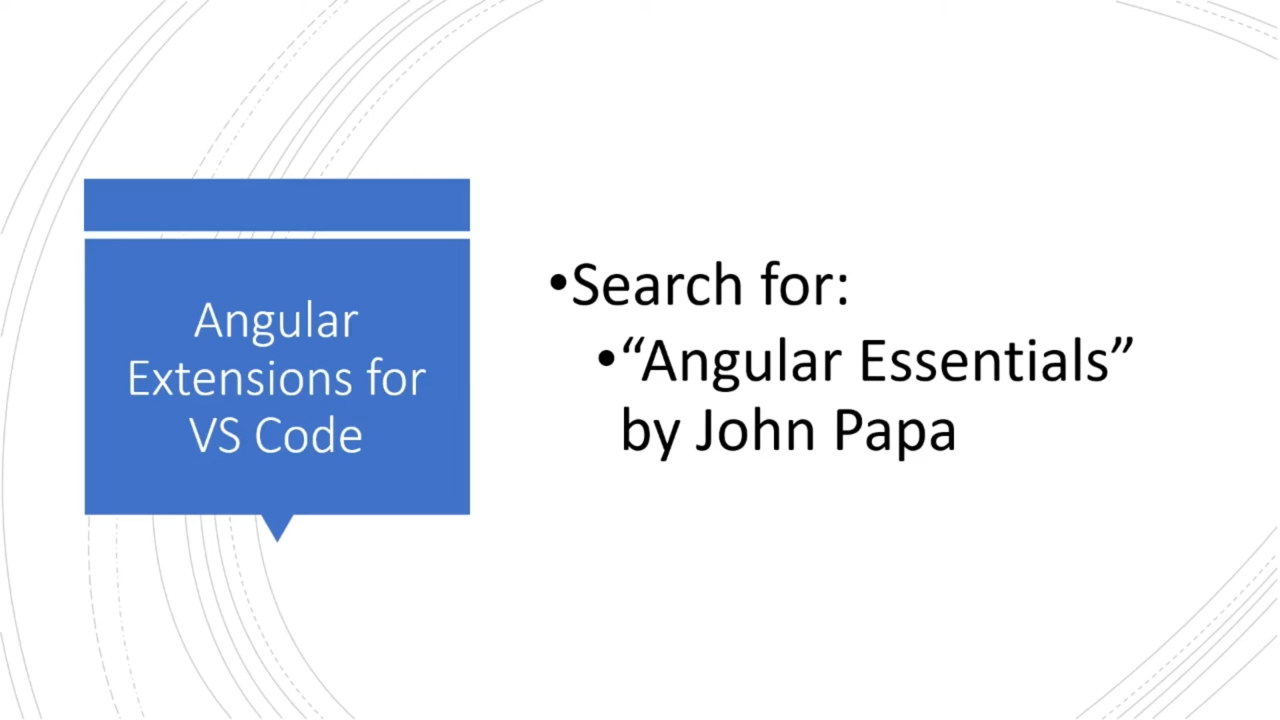 Angular
Extensions for
VS Code
•Search for:
•“Angular Essentials”
by John Papa